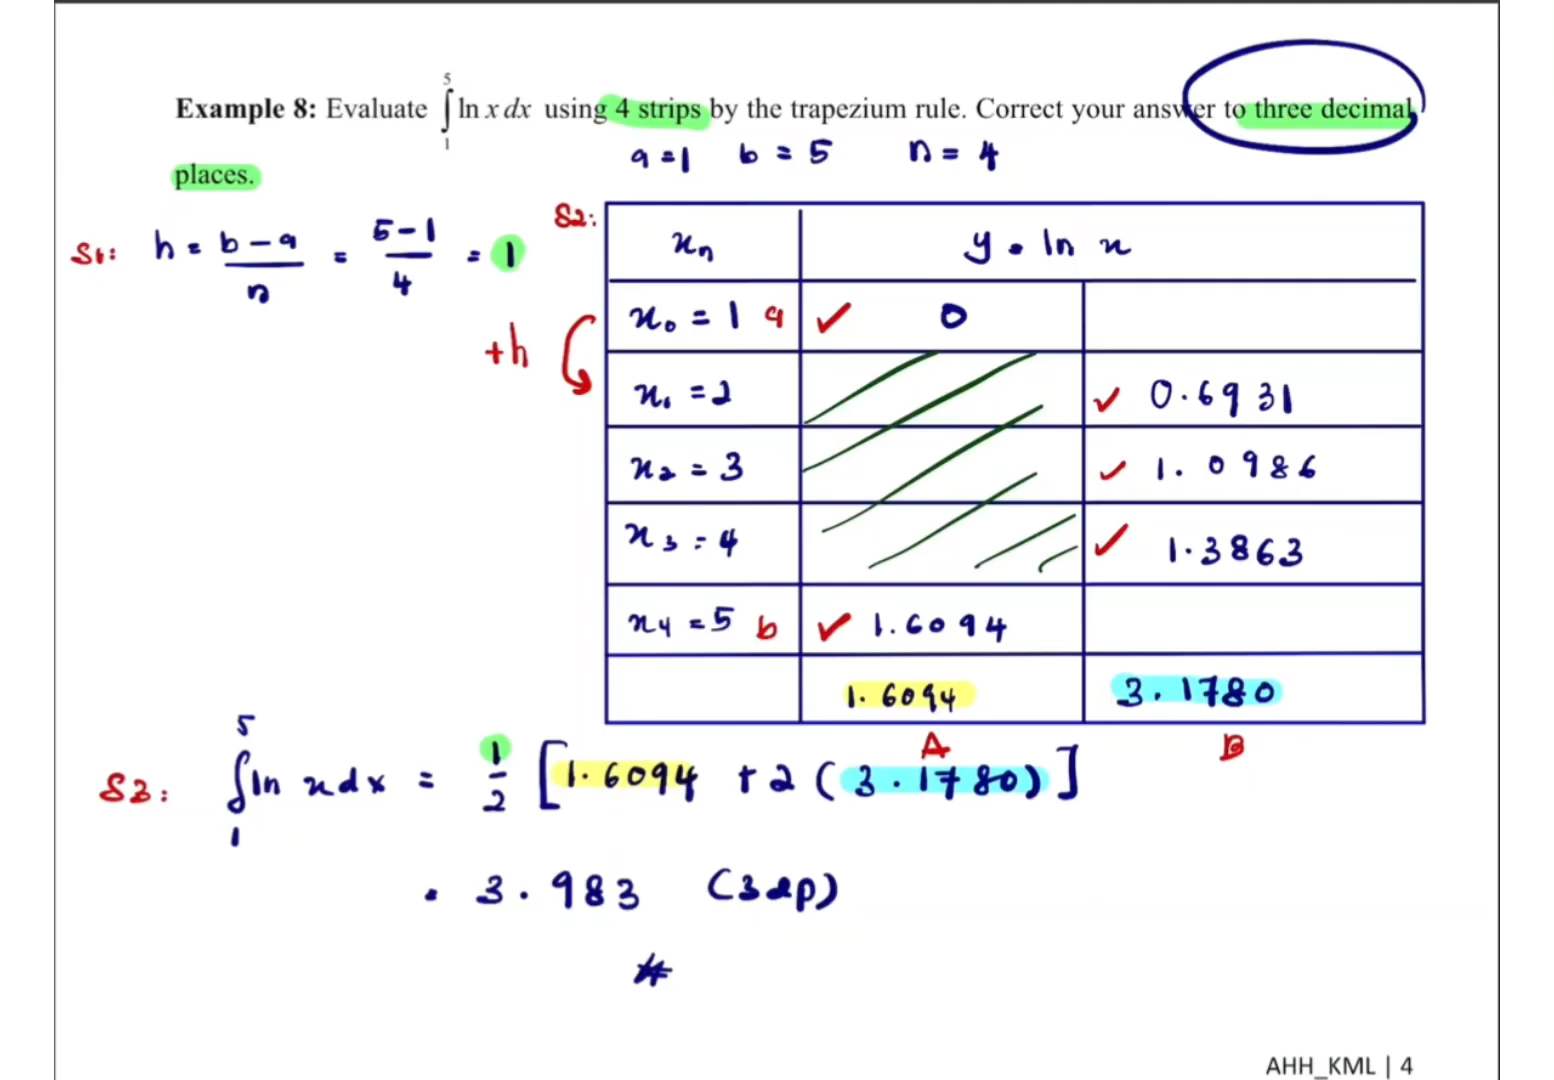 Example 8: Evaluate ∫₁⁵ ln x dx using 4 strips by the trapezium rule. Correct your answer to three decimal
places.
a = 1 b = 5 n = 4
S1: h = (b − a)/n = (5 − 1)/4 = 1
S2:
xn y = ln x
+h
x₀ = 1 a ✓ 0
x₁ = 2 ✓ 0.6931
x₂ = 3 ✓ 1.0986
x₃ = 4 ✓ 1.3863
x₄ = 5 b ✓ 1.6094
1.6094 3.1780
A B
S3: ∫₁⁵ ln x dx = 1/2 [1.6094 + 2(3.1780)]
= 3.983 (3dp)
#
AHH_KML | 4